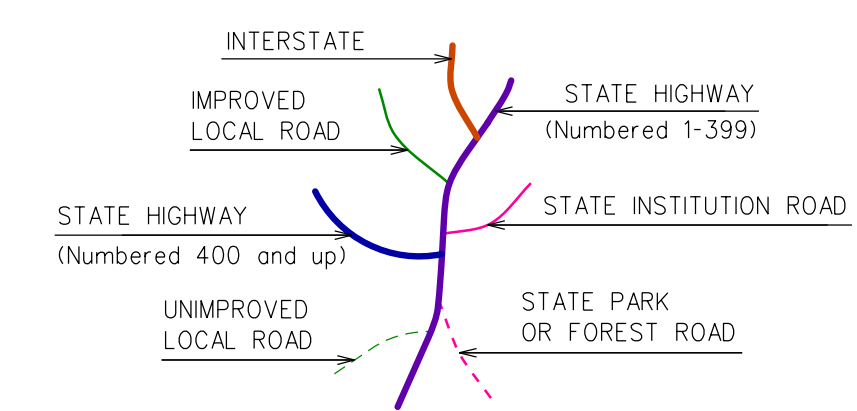 INTERSTATE
STATE HIGHWAY
(Numbered 1-399)
IMPROVED
LOCAL ROAD
STATE INSTITUTION ROAD
STATE HIGHWAY
(Numbered 400 and up)
STATE PARK
OR FOREST ROAD
UNIMPROVED
LOCAL ROAD